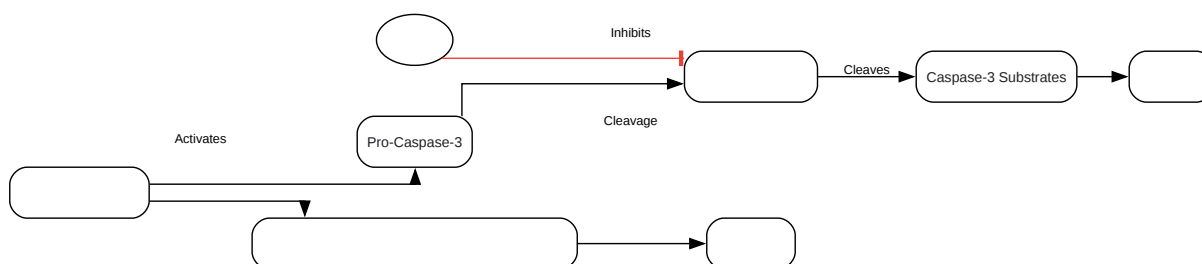 Inhibits
Cleaves
Caspase-3 Substrates
Cleavage
Activates
Pro-Caspase-3